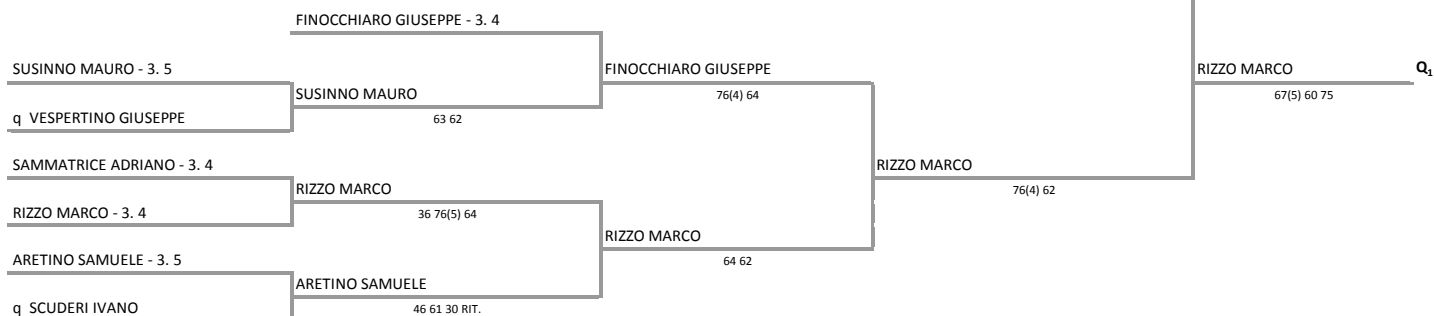 FINOCCHIARO GIUSEPPE - 3. 4
SUSINNO MAURO - 3. 5
FINOCCHIARO GIUSEPPE
RIZZO MARCO
Q1
SUSINNO MAURO
76(4) 64
67(5) 60 75
q VESPERTINO GIUSEPPE
63 62
SAMMATRICE ADRIANO - 3. 4
RIZZO MARCO
RIZZO MARCO
76(4) 62
RIZZO MARCO - 3. 4
36 76(5) 64
RIZZO MARCO
ARETINO SAMUELE - 3. 5
64 62
ARETINO SAMUELE
q SCUDERI IVANO
46 61 30 RIT.